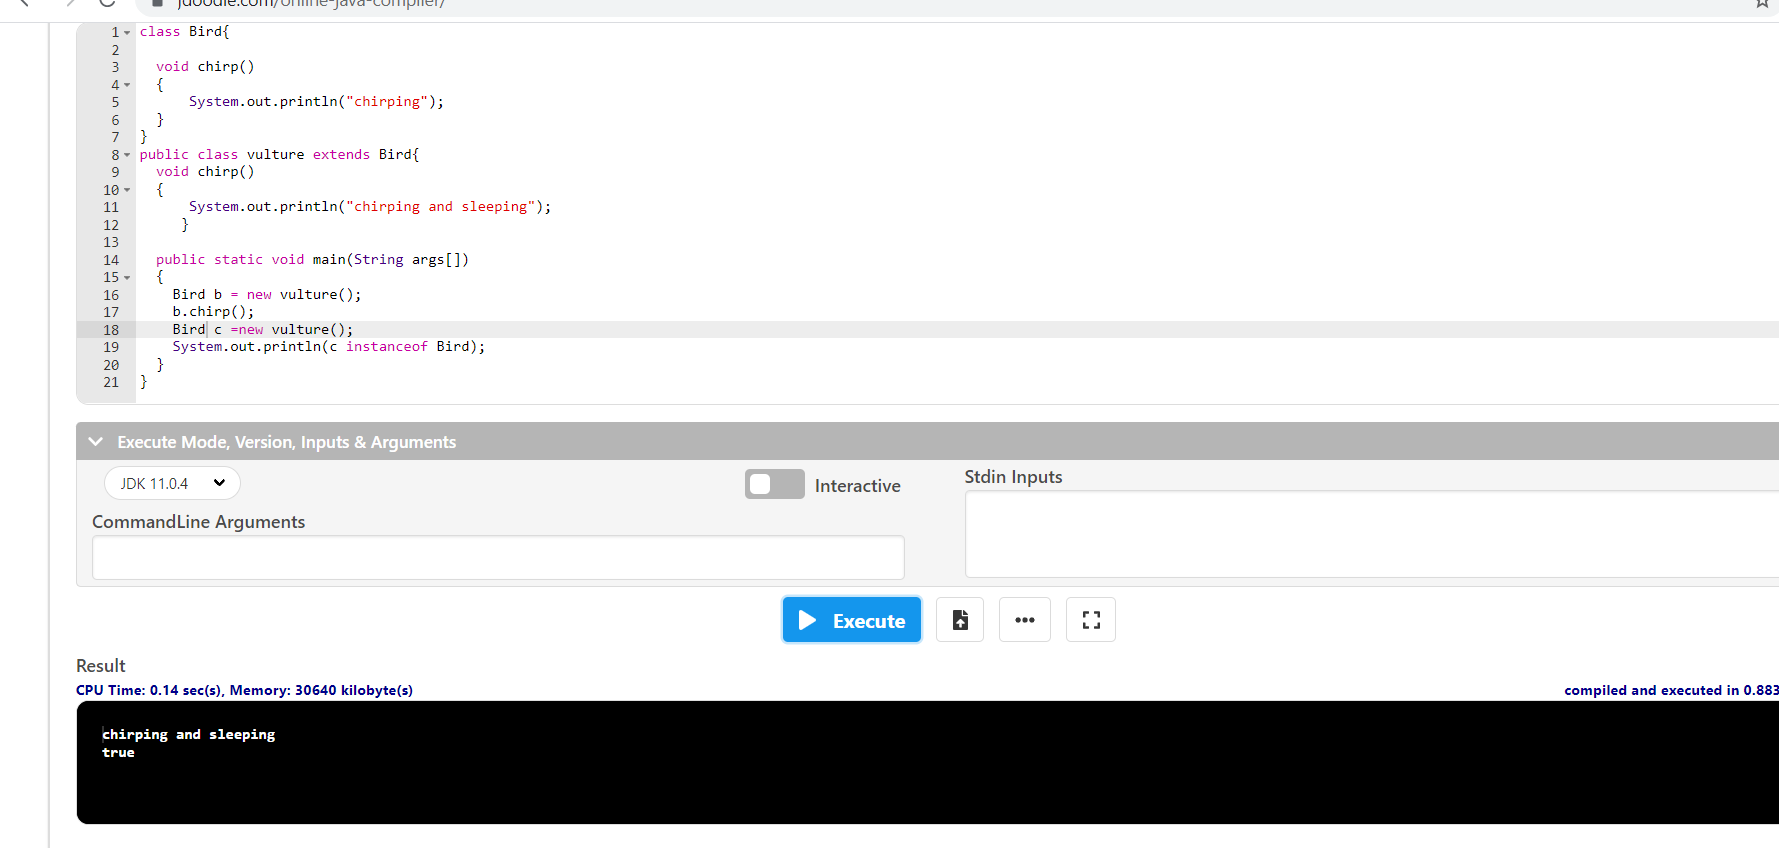 jdoodle.com/online-java-compiler/
1 class Bird{
2
3 void chirp()
4 {
5 System.out.println("chirping");
6 }
7 }
8 public class vulture extends Bird{
9 void chirp()
10 {
11 System.out.println("chirping and sleeping");
12 }
13
14 public static void main(String args[])
15 {
16 Bird b = new vulture();
17 b.chirp();
18 Bird c =new vulture();
19 System.out.println(c instanceof Bird);
20 }
21 }
Execute Mode, Version, Inputs & Arguments
JDK 11.0.4
Interactive
Stdin Inputs
CommandLine Arguments
Execute
Result
CPU Time: 0.14 sec(s), Memory: 30640 kilobyte(s)
compiled and executed in 0.883
chirping and sleeping
true